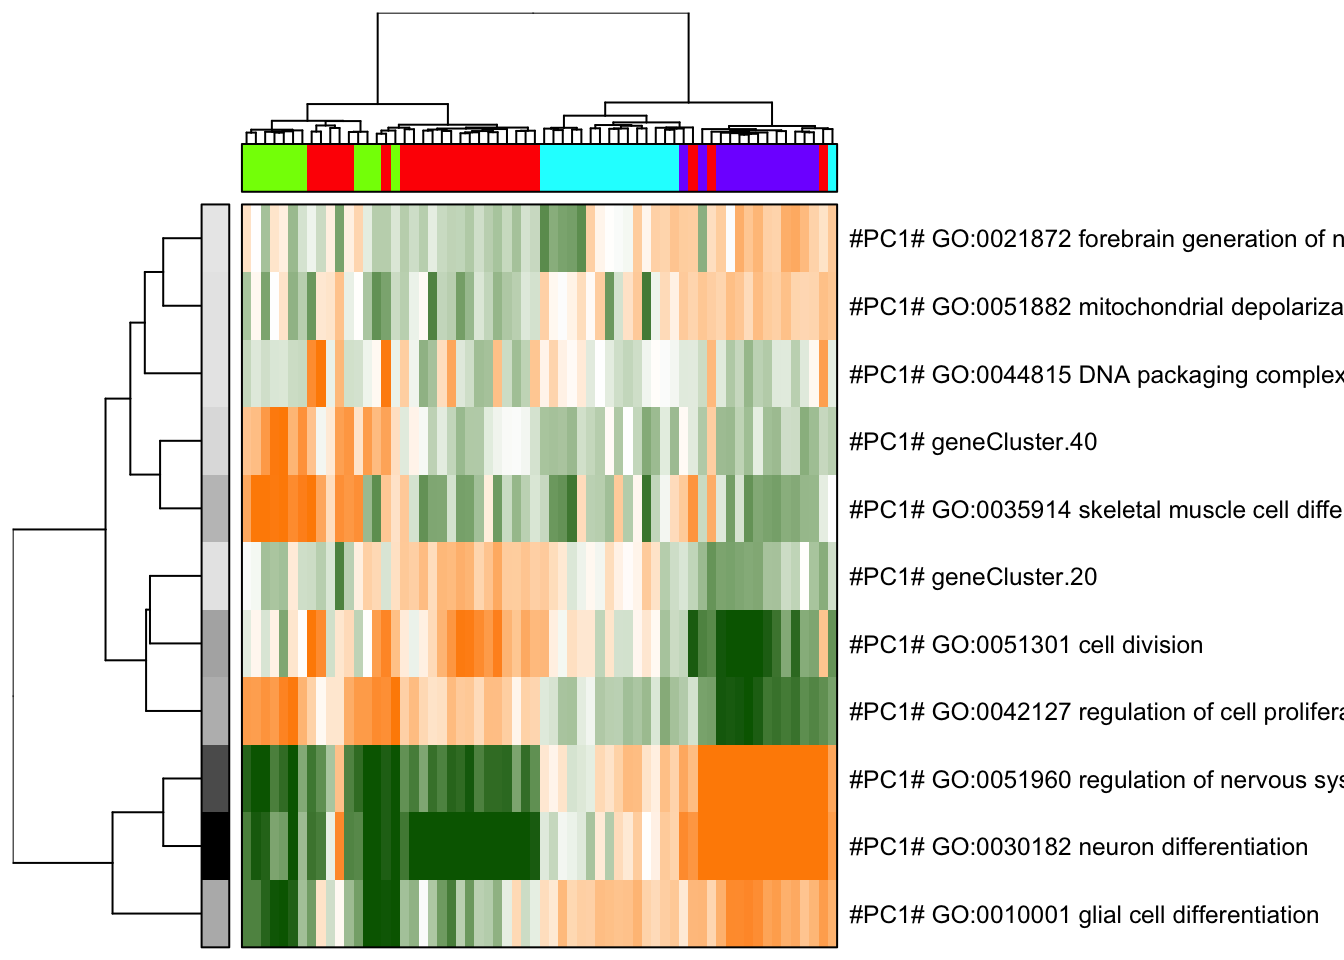 #PC1# GO:0021872 forebrain generation of n
#PC1# GO:0051882 mitochondrial depolariza
#PC1# GO:0044815 DNA packaging complex
#PC1# geneCluster.40
#PC1# GO:0035914 skeletal muscle cell diffe
#PC1# geneCluster.20
#PC1# GO:0051301 cell division
#PC1# GO:0042127 regulation of cell prolifera
#PC1# GO:0051960 regulation of nervous sys
#PC1# GO:0030182 neuron differentiation
#PC1# GO:0010001 glial cell differentiation